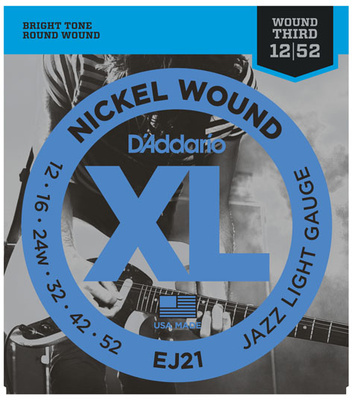 BRIGHT TONE
ROUND WOUND
WOUND
THIRD
12|52
NICKEL WOUND
D'Addario
XL
12 • 16 • 24W • 32 • 42 • 52
USA MADE
EJ21
JAZZ LIGHT GAUGE